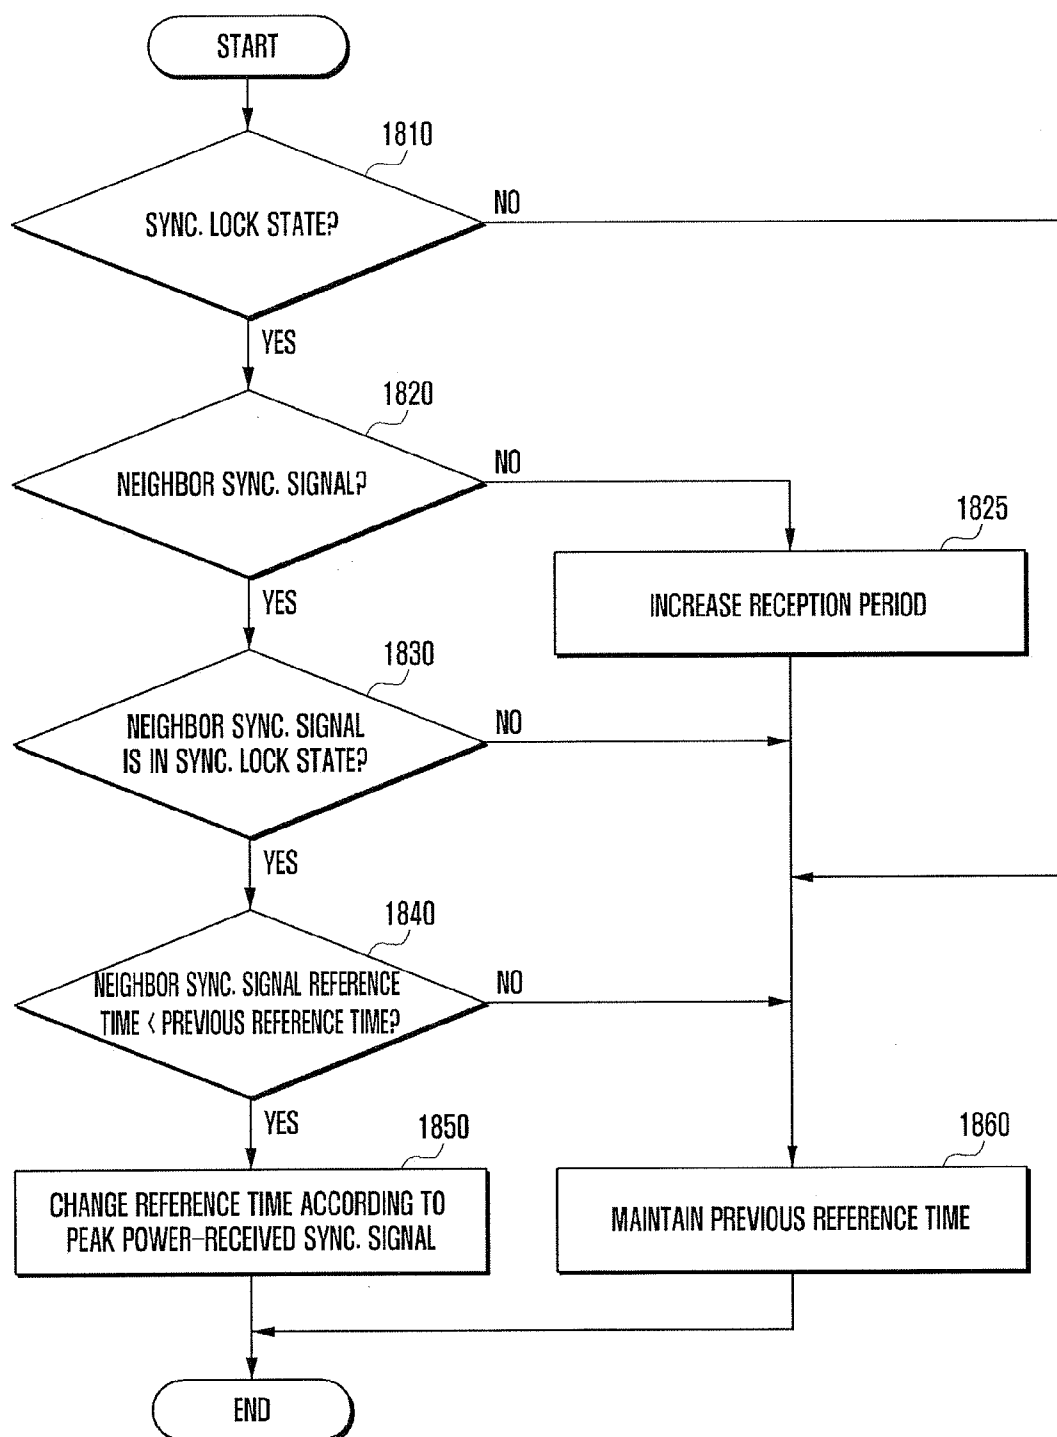 START
1810
SYNC. LOCK STATE?
NO
YES
1820
NEIGHBOR SYNC. SIGNAL?
NO
1825
INCREASE RECEPTION PERIOD
YES
1830
NEIGHBOR SYNC. SIGNAL
IS IN SYNC. LOCK STATE?
NO
YES
1840
NEIGHBOR SYNC. SIGNAL REFERENCE
TIME < PREVIOUS REFERENCE TIME?
NO
YES
1850
CHANGE REFERENCE TIME ACCORDING TO
PEAK POWER-RECEIVED SYNC. SIGNAL
1860
MAINTAIN PREVIOUS REFERENCE TIME
END